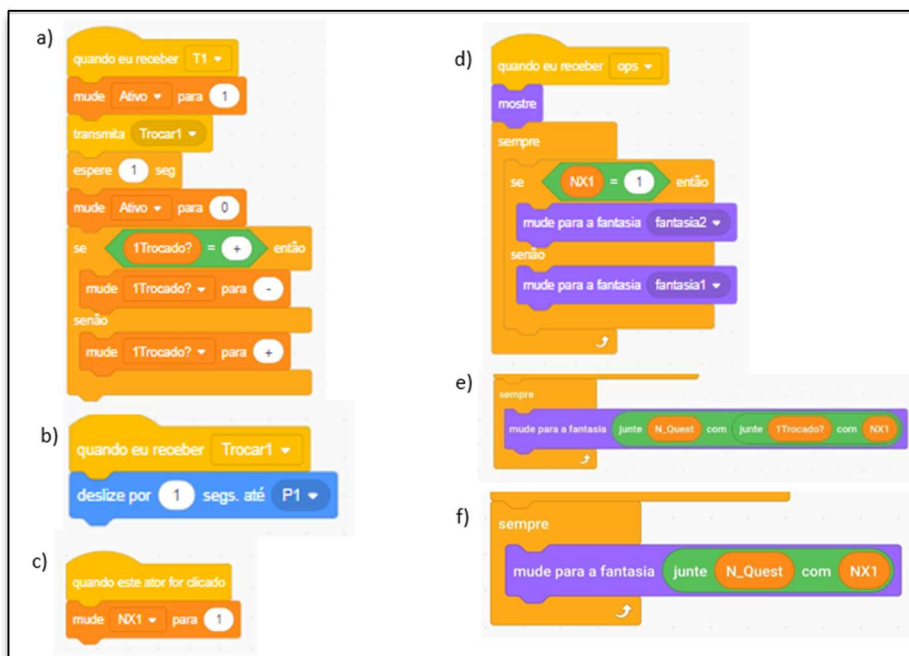 a)
quando eu receber T1
mude Ativo para 1
transmita Trocar1
espere 1 seg
mude Ativo para 0
se 1Trocado? = + então
mude 1Trocado? para -
senão
mude 1Trocado? para +
b)
quando eu receber Trocar1
deslize por 1 segs. até P1
c)
quando este ator for clicado
mude NX1 para 1
d)
quando eu receber ops
mostre
sempre
se NX1 = 1 então
mude para a fantasia fantasia2
senão
mude para a fantasia fantasia1
e)
sempre
mude para a fantasia junte N_Quest com junte 1Trocado? com NX1
f)
sempre
mude para a fantasia junte N_Quest com NX1